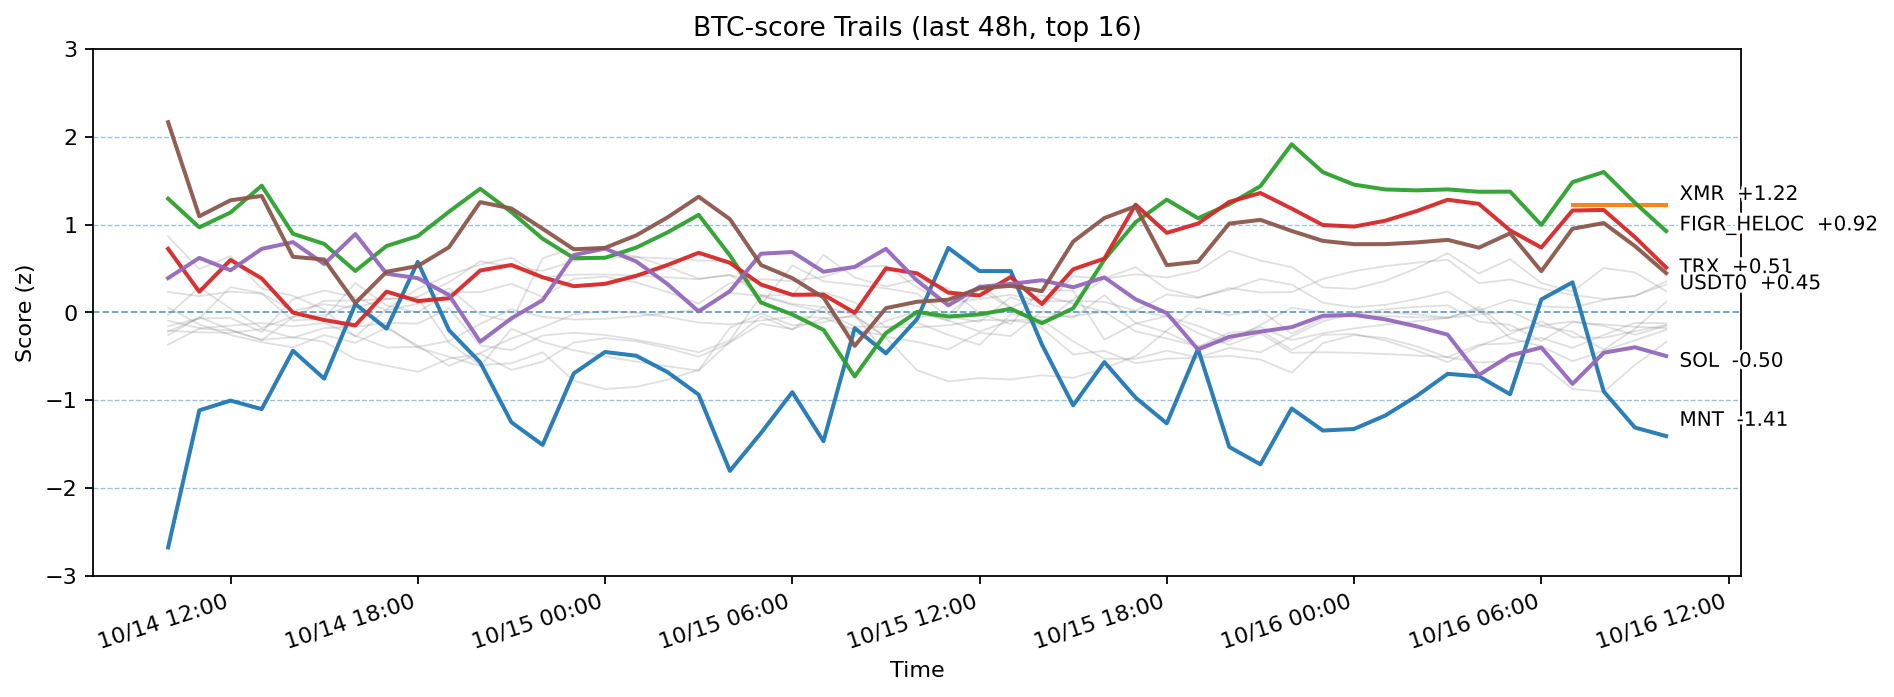 BTC-score Trails (last 48h, top 16)
Score (z)
3
2
1
0
−1
−2
−3
XMR +1.22
FIGR_HELOC +0.92
TRX +0.51
USDT0 +0.45
SOL -0.50
MNT -1.41
10/14 12:00
10/14 18:00
10/15 00:00
10/15 06:00
10/15 12:00
10/15 18:00
10/16 00:00
10/16 06:00
10/16 12:00
Time